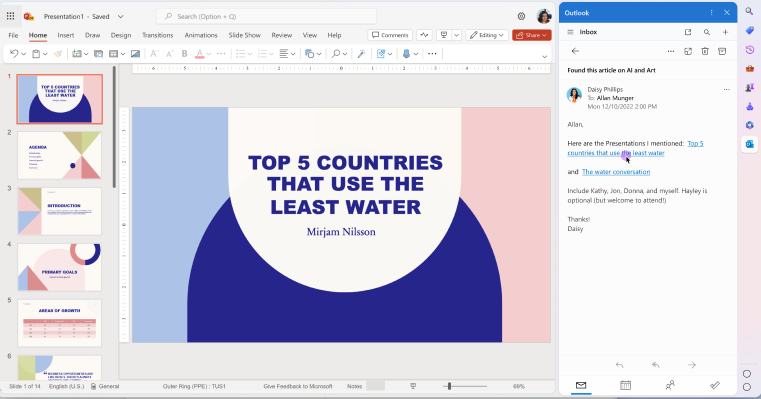 Presentation1 - Saved
Search (Option + Q)
File Home Insert Draw Design Transitions Animations Slide Show Review View Help
Comments
Editing
Share
1
TOP 5 COUNTRIES
THAT USE THE
LEAST WATER
2
AGENDA
3
INTRODUCTION
4
PRIMARY GOALS
5
AREAS OF GROWTH
6
TOP 5 COUNTRIES
THAT USE THE
LEAST WATER
Mirjam Nilsson
Slide 1 of 14 English (U.S.) General Outer Ring (PPE) : TUS1 Give Feedback to Microsoft Notes 69%
Outlook
Inbox
Found this article on AI and Art
Daisy Phillips
To: Allan Munger
Mon 12/10/2022 2:00 PM
Allan,
Here are the Presentations I mentioned: Top 5
countries that use the least water
and The water conversation
Include Kathy, Jon, Donna, and myself. Hayley is
optional (but welcome to attend!)
Thanks!
Daisy